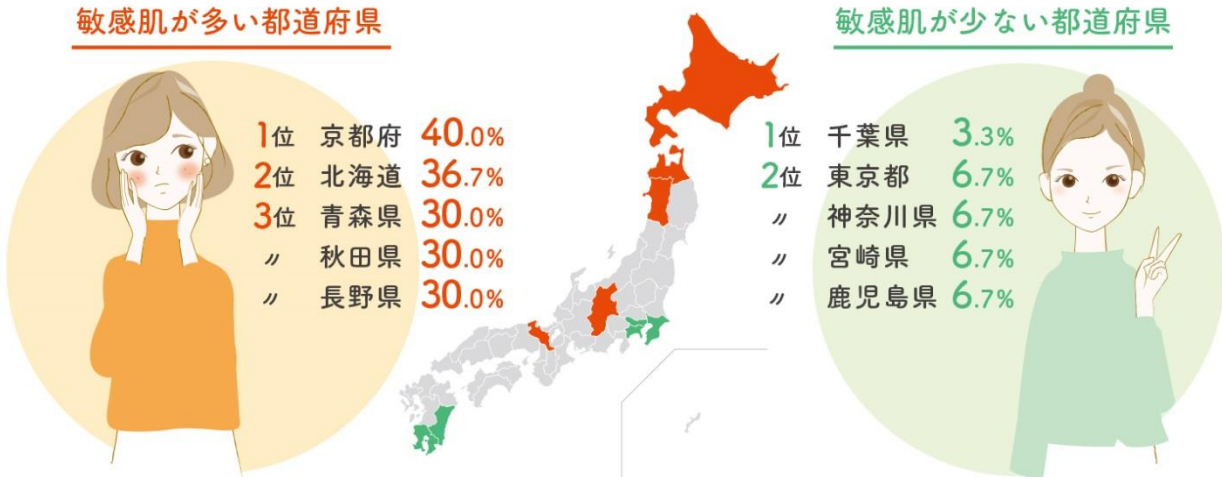 敏感肌が多い都道府県
1位 京都府 40.0%
2位 北海道 36.7%
3位 青森県 30.0%
〃 秋田県 30.0%
〃 長野県 30.0%
敏感肌が少ない都道府県
1位 千葉県 3.3%
2位 東京都 6.7%
〃 神奈川県 6.7%
〃 宮崎県 6.7%
〃 鹿児島県 6.7%